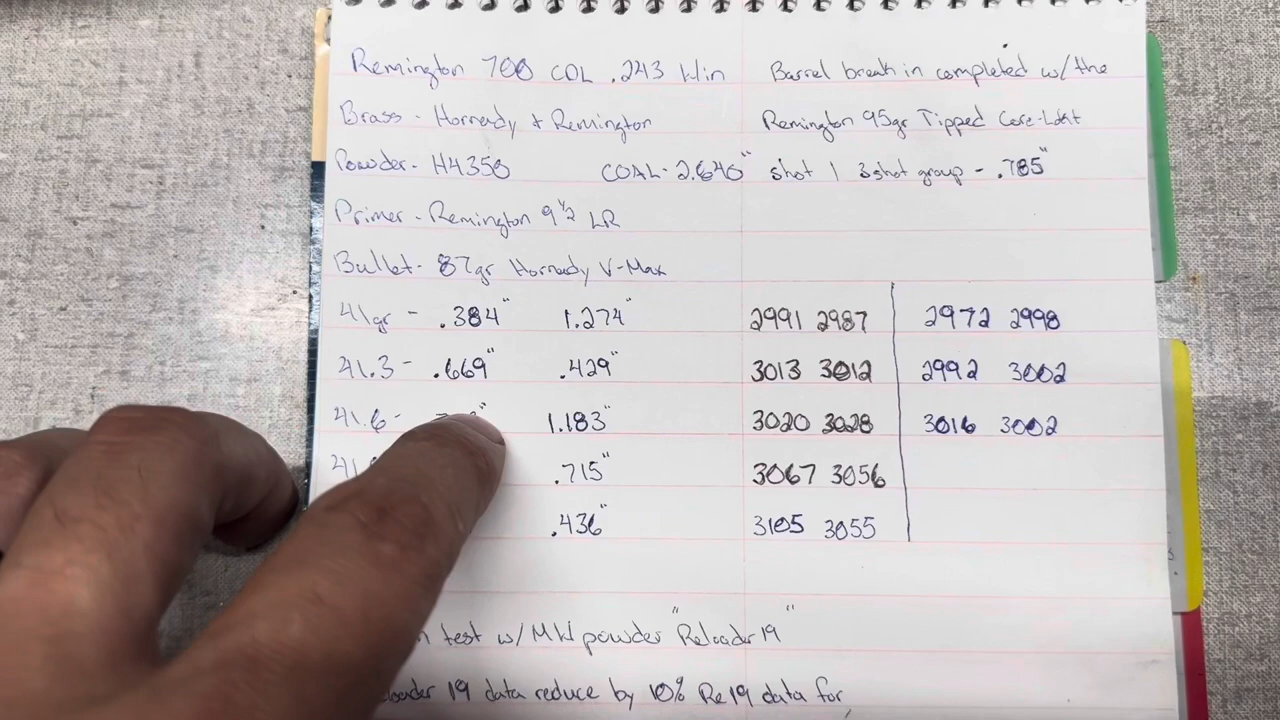 Remington 700 CDL .243 Win Barrel break in completed w/ the
Brass - Hornady & Remington Remington 95gr Tipped Core-Lokt
Powder - H4350 COAL - 2.640" shot 1 3 shot group - .785"
Primer - Remington 9 1/2 LR
Bullet - 87gr Hornady V-Max
41gr - .384" 1.274" 2991 2987 2972 2998
41.3 - .669" .429" 3013 3012 2992 3002
41.6 - 1.183" 3020 3028 3016 3002
.715" 3067 3056
.436" 3105 3055
test w/ MW powder "Reloader 19"
19 data reduce by 10% Re19 data for